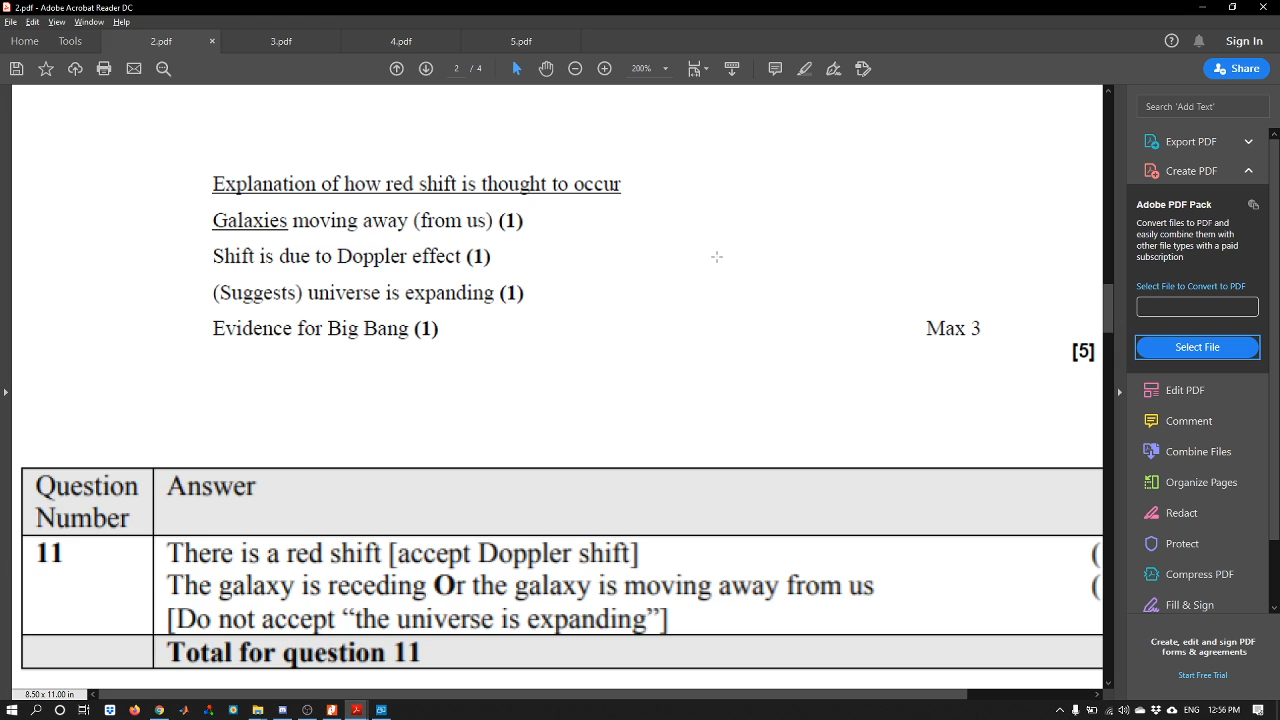 2.pdf - Adobe Acrobat Reader DC
File Edit View Window Help
Home Tools 2.pdf × 3.pdf 4.pdf 5.pdf Sign In
2 / 4 200% Share
Explanation of how red shift is thought to occur
Galaxies moving away (from us) (1)
Shift is due to Doppler effect (1)
(Suggests) universe is expanding (1)
Evidence for Big Bang (1) Max 3
[5]
Question Number Answer
11 There is a red shift [accept Doppler shift] (
The galaxy is receding Or the galaxy is moving away from us (
[Do not accept “the universe is expanding”]
Total for question 11
8.50 x 11.00 in
Search 'Add Text'
Export PDF
Create PDF
Adobe PDF Pack
Convert files to PDF and
easily combine them with
other file types with a paid
subscription
Select File to Convert to PDF
Select File
Edit PDF
Comment
Combine Files
Organize Pages
Redact
Protect
Compress PDF
Fill & Sign
Create, edit and sign PDF
forms & agreements
Start Free Trial
ENG 12:56 PM